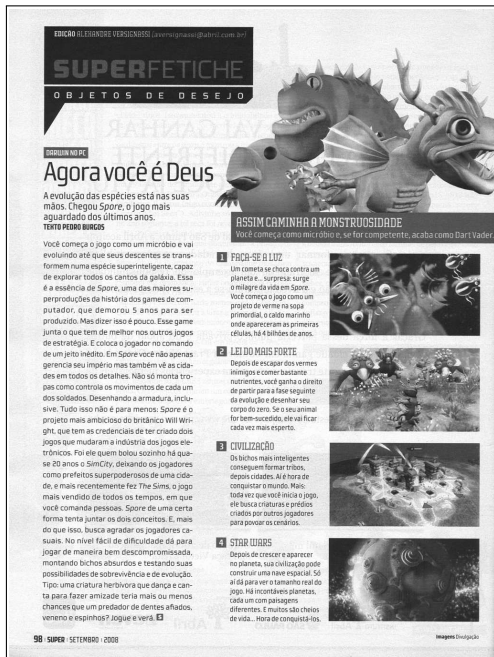 EDIÇÃO ALEXANDRE VERSIGNASSI (aversignassi@abril.com.br)
SUPERFETICHE
OBJETOS DE DESEJO
DARWIN NO PC
Agora você é Deus
A evolução das espécies está nas suas
mãos. Chegou Spore, o jogo mais
aguardado dos últimos anos.
TEXTO PEDRO BURGOS
Você começa o jogo como um micróbio e vai
evoluindo até que seus descendentes se trans-
formem numa espécie superinteligente, capaz
de explorar todos os cantos da galáxia. Essa
é a essência de Spore, uma das maiores su-
perproduções da história dos games de com-
putador, que demorou 5 anos para ser
produzido. Mas dizer isso é pouco. Esse game
junta o que tem de melhor nos outros jogos
de estratégia. E coloca o jogador no comando
de um jeito inédito. Em Spore você não apenas
gerencia seu império mas também vê as cida-
des em todos os detalhes. Não só monta tro-
pas como controla os movimentos de cada um
dos soldados. Desenhando a armadura, inclu-
sive. Tudo isso não é para menos: Spore é o
projeto mais ambicioso do britânico Will Wri-
ght, que tem as credenciais de ter criado dois
jogos que mudaram a indústria dos jogos ele-
trônicos. Foi ele quem bolou sozinho há qua-
se 20 anos o SimCity, deixando os jogadores
como prefeitos superpoderosos de uma cida-
de, e mais recentemente fez The Sims, o jogo
mais vendido de todos os tempos, em que
você comanda pessoas. Spore de uma certa
forma tenta juntar os dois conceitos. E, mais
do que isso, busca agradar os jogadores ca-
suais. No nível fácil de dificuldade dá para
jogar de maneira bem descompromissada,
montando bichos absurdos e testando suas
possibilidades de sobrevivência e de evolução.
Tipo: uma criatura herbívora que dança e can-
ta para fazer amizade teria mais ou menos
chances que um predador de dentes afiados,
veneno e espinhos? Jogue e verá. S
ASSIM CAMINHA A MONSTRUOSIDADE
Você começa como micróbio e, se for competente, acaba como Dart Vader.
1 FAÇA-SE A LUZ
Um cometa se choca contra um
planeta e... surpresa: surge
o milagre da vida em Spore.
Você começa o jogo como um
projeto de verme na sopa
primordial, o caldo marinho
onde apareceram as primeiras
células, há 4 bilhões de anos.
2 LEI DO MAIS FORTE
Depois de escapar dos vermes
inimigos e comer bastante
nutrientes, você ganha o direito
de partir para a fase seguinte
da evolução e desenhar seu
corpo do zero. Se o seu animal
for bem-sucedido, ele vai ficar
cada vez mais esperto.
3 CIVILIZAÇÃO
Os bichos mais inteligentes
conseguem formar tribos,
depois cidades. Aí é hora de
conquistar o mundo. Mais:
toda vez que você inicia o jogo,
ele busca criaturas e prédios
criados por outros jogadores
para povoar os cenários.
4 STAR WARS
Depois de crescer e aparecer
no planeta, sua civilização pode
construir uma nave espacial. Só
aí dá para ver o tamanho real do
jogo. Há incontáveis planetas,
cada um com paisagens
diferentes. E muitos são cheios
de vida... Hora de conquistá-los.
98 SUPER SETEMBRO 2008
Imagens Divulgação